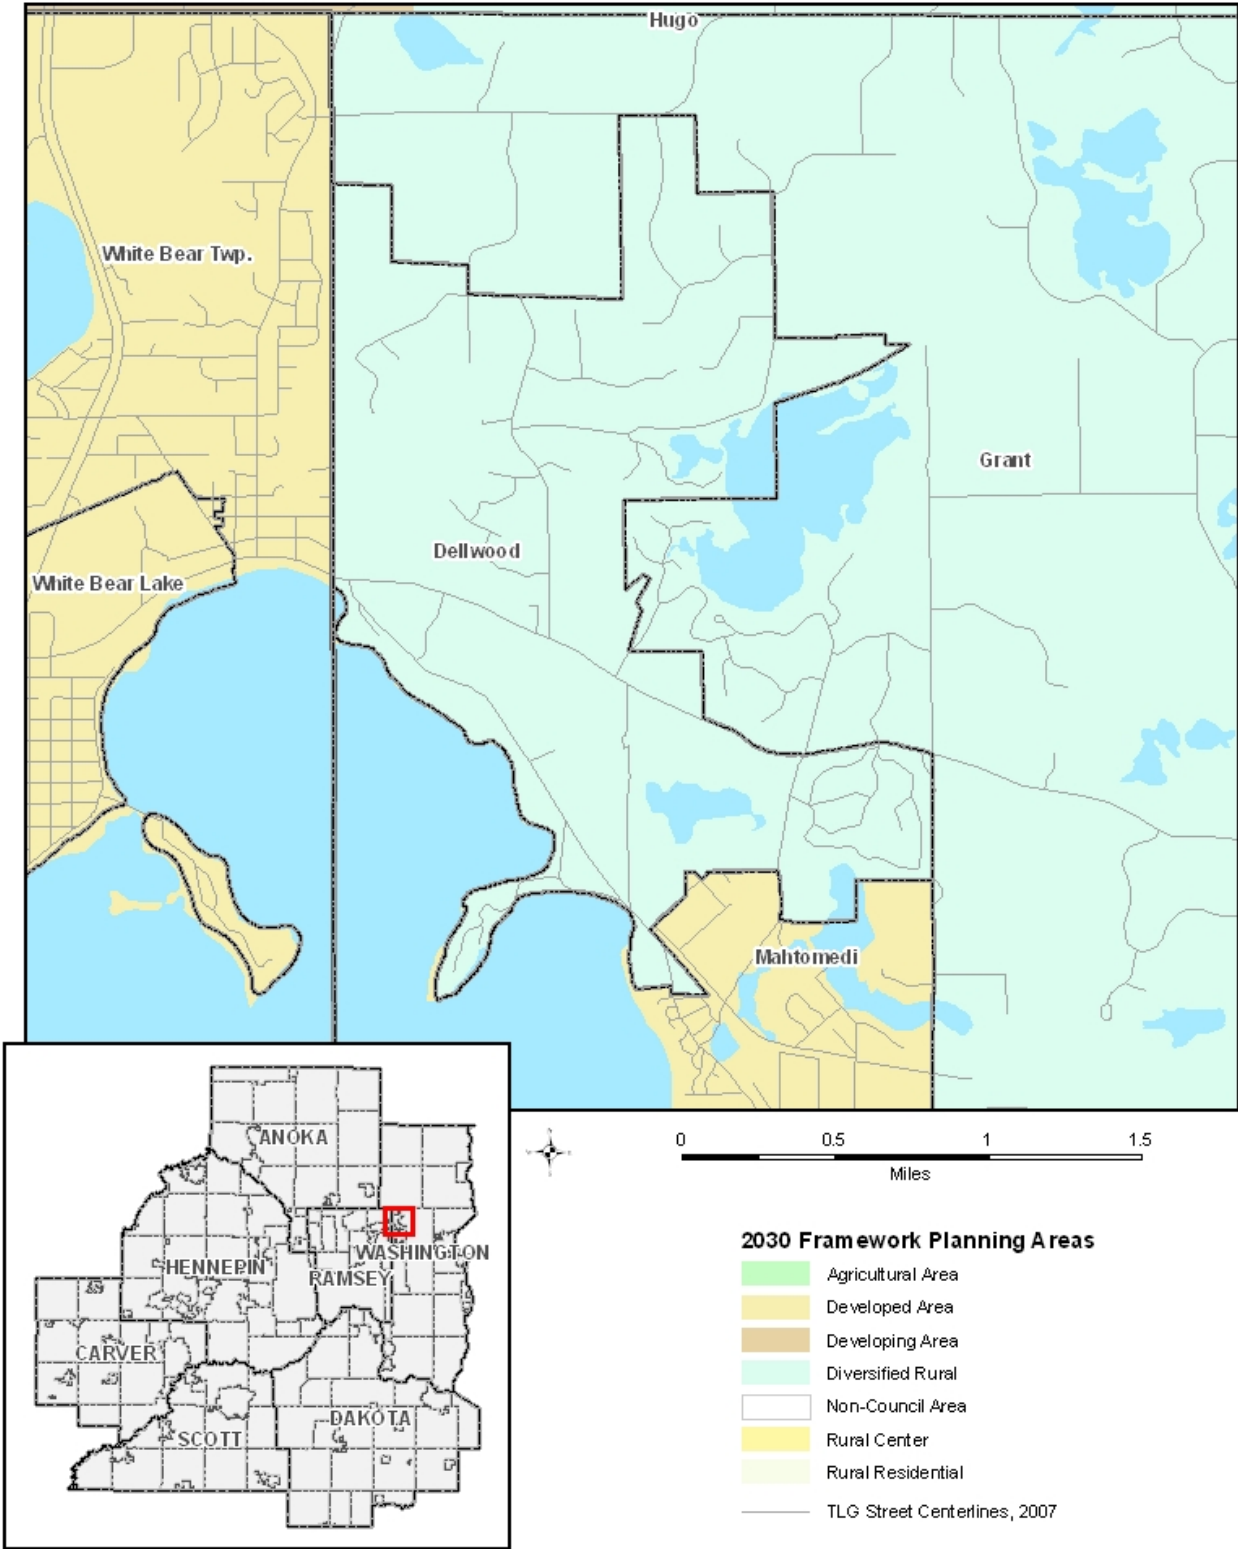 Hugo
White Bear Twp.
Grant
Dellwood
White Bear Lake
Mahtomedi
ANOKA
WASHINGTON
HENNEPIN
RAMSEY
CARVER
DAKOTA
SCOTT
0 0.5 1 1.5
Miles
2030 Framework Planning Areas
Agricultural Area
Developed Area
Developing Area
Diversified Rural
Non-Council Area
Rural Center
Rural Residential
TLG Street Centerlines, 2007